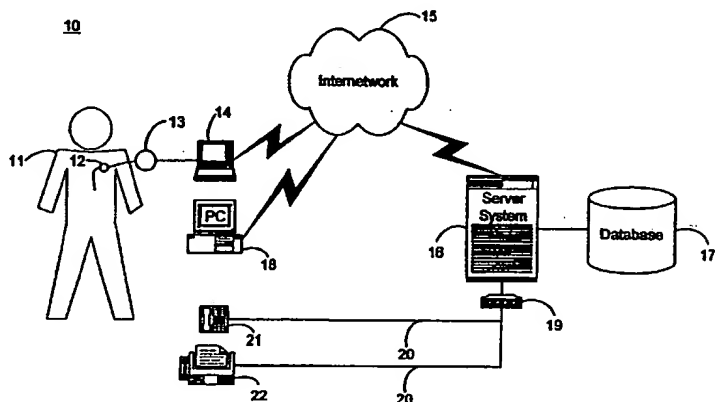 10
15
Internetwork
13
14
11
12
PC
18
Server
System
16
Database
17
19
21
20
22
20